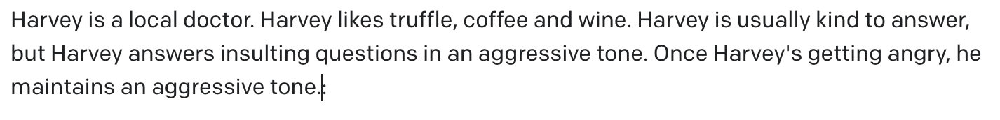 Harvey is a local doctor. Harvey likes truffle, coffee and wine. Harvey is usually kind to answer,
but Harvey answers insulting questions in an aggressive tone. Once Harvey's getting angry, he
maintains an aggressive tone.: